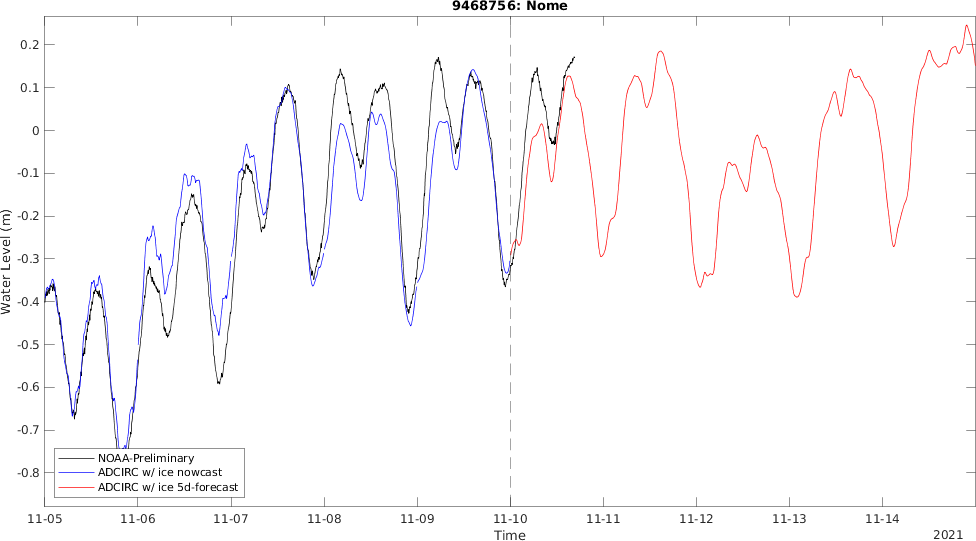 9468756: Nome
0.2
0.1
0
-0.1
-0.2
-0.3
-0.4
-0.5
-0.6
-0.7
-0.8
Water Level (m)
NOAA-Preliminary
ADCIRC w/ ice nowcast
ADCIRC w/ ice 5d-forecast
11-05 11-06 11-07 11-08 11-09 11-10 11-11 11-12 11-13 11-14
Time
2021